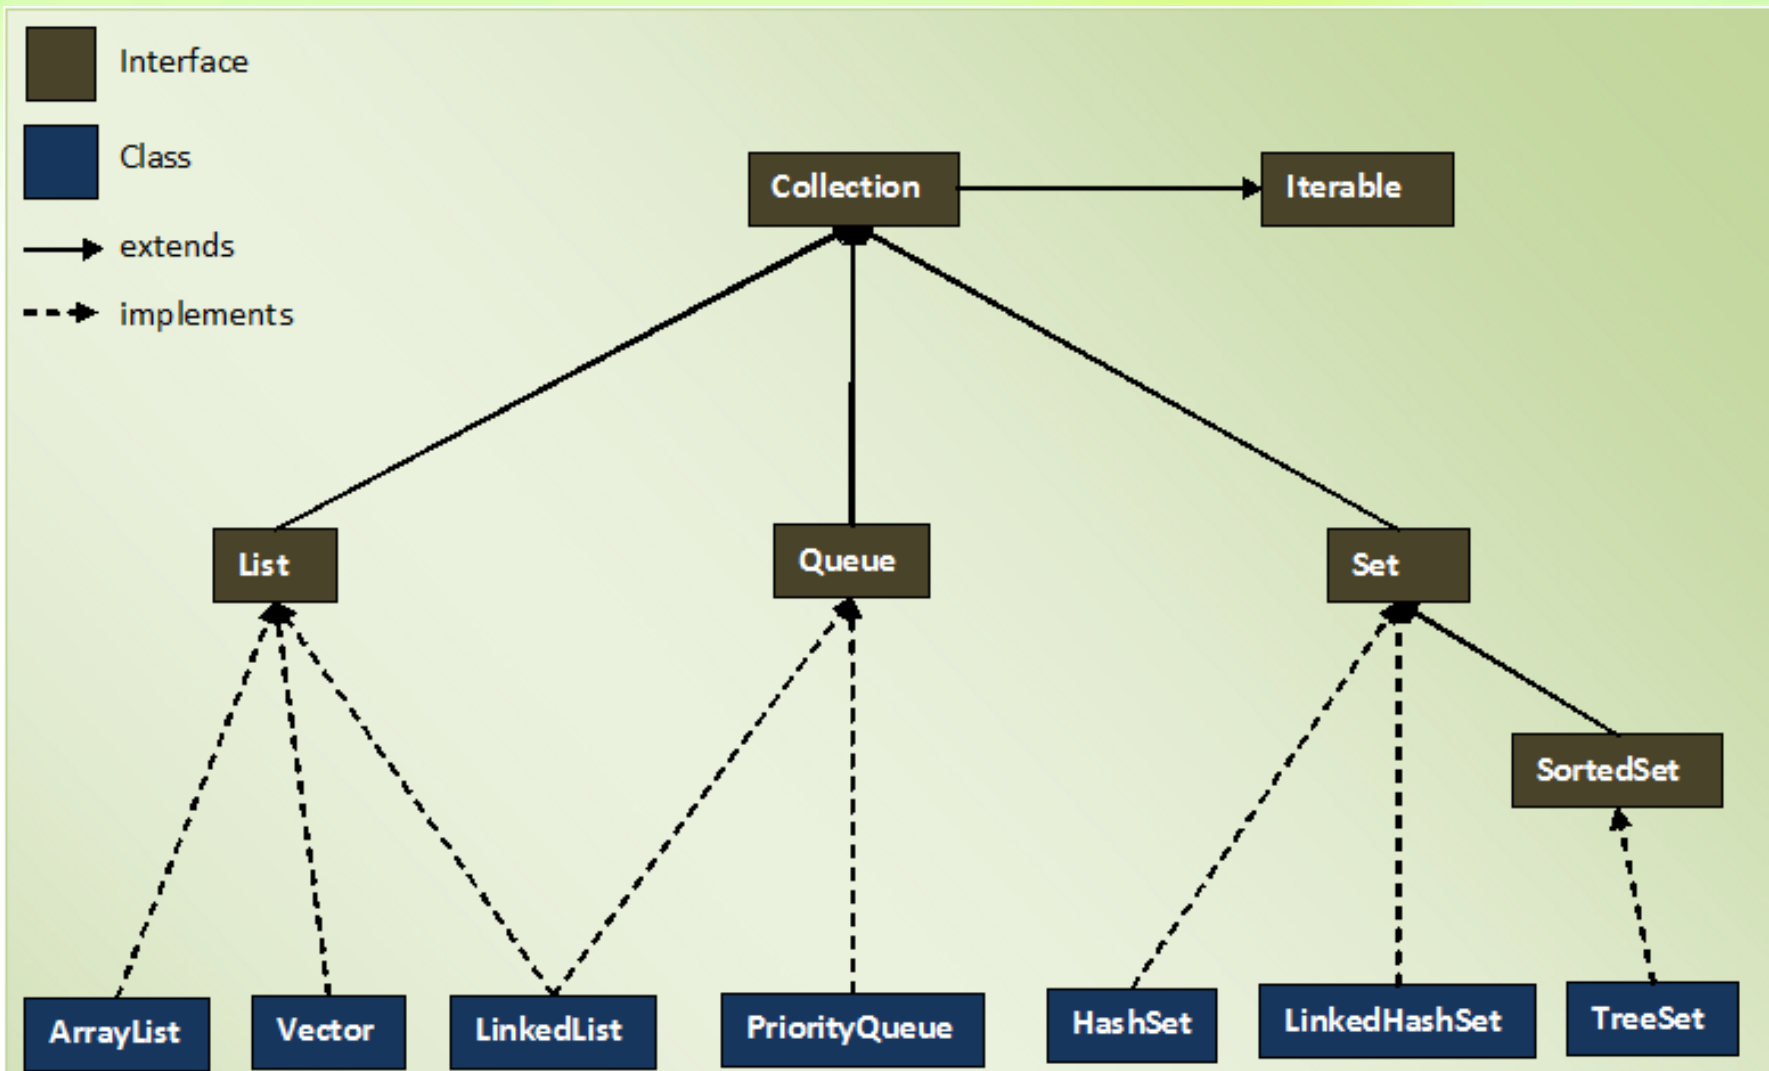 Interface
Class
extends
implements
Collection
Iterable
List
Queue
Set
SortedSet
ArrayList
Vector
LinkedList
PriorityQueue
HashSet
LinkedHashSet
TreeSet